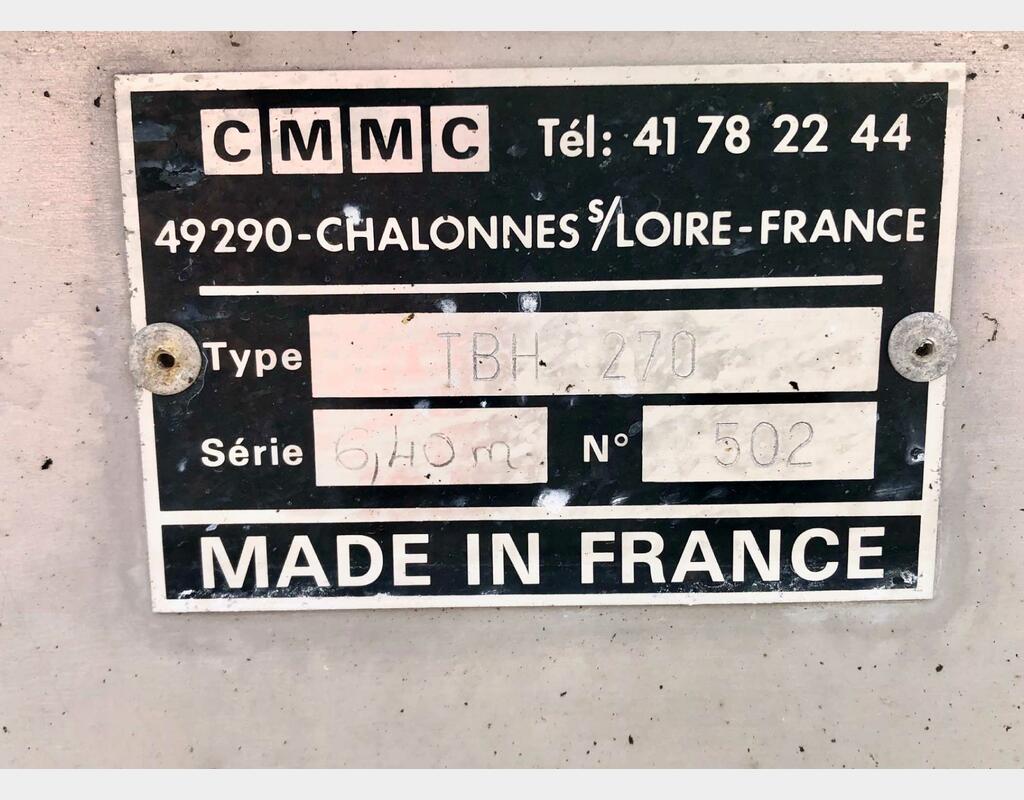 CMMC Tél: 41 78 22 44
49290-CHALONNES S/LOIRE-FRANCE
Type TBH 270
Série 6,40 m N° 502
MADE IN FRANCE